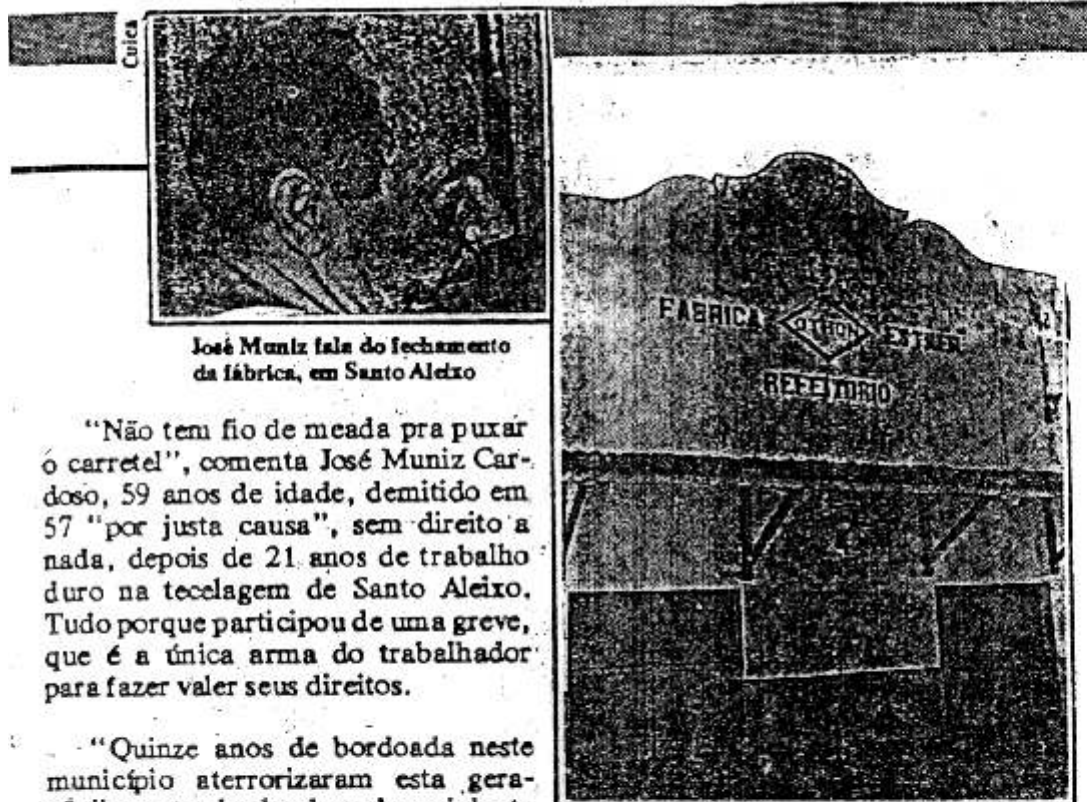 Cuica
José Muniz fala do fechamento
da fábrica, em Santo Aleixo
"Não tem fio de meada pra puxar
o carretel", comenta José Muniz Car-
doso, 59 anos de idade, demitido em
57 "por justa causa", sem direito a
nada, depois de 21 anos de trabalho
duro na tecelagem de Santo Aleixo.
Tudo porque participou de uma greve,
que é a única arma do trabalhador
para fazer valer seus direitos.
"Quinze anos de bordoada neste
município aterrorizaram esta gera-
FABRICA OTHON
REFEITORIO